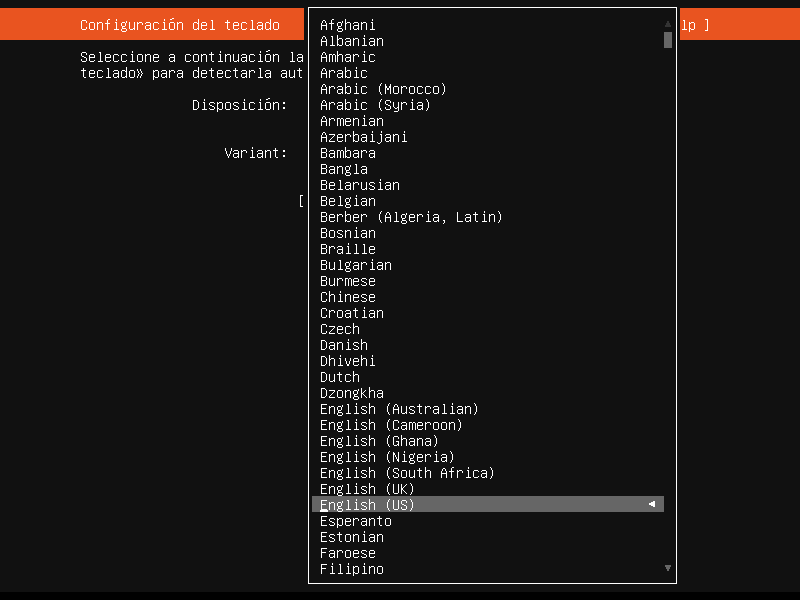 Configuración del teclado
lp ]
Seleccione a continuación la
teclado» para detectarla aut
Disposición:
Variant:
[
Afghani
Albanian
Amharic
Arabic
Arabic (Morocco)
Arabic (Syria)
Armenian
Azerbaijani
Bambara
Bangla
Belarusian
Belgian
Berber (Algeria, Latin)
Bosnian
Braille
Bulgarian
Burmese
Chinese
Croatian
Czech
Danish
Dhivehi
Dutch
Dzongkha
English (Australian)
English (Cameroon)
English (Ghana)
English (Nigeria)
English (South Africa)
English (UK)
English (US)
Esperanto
Estonian
Faroese
Filipino